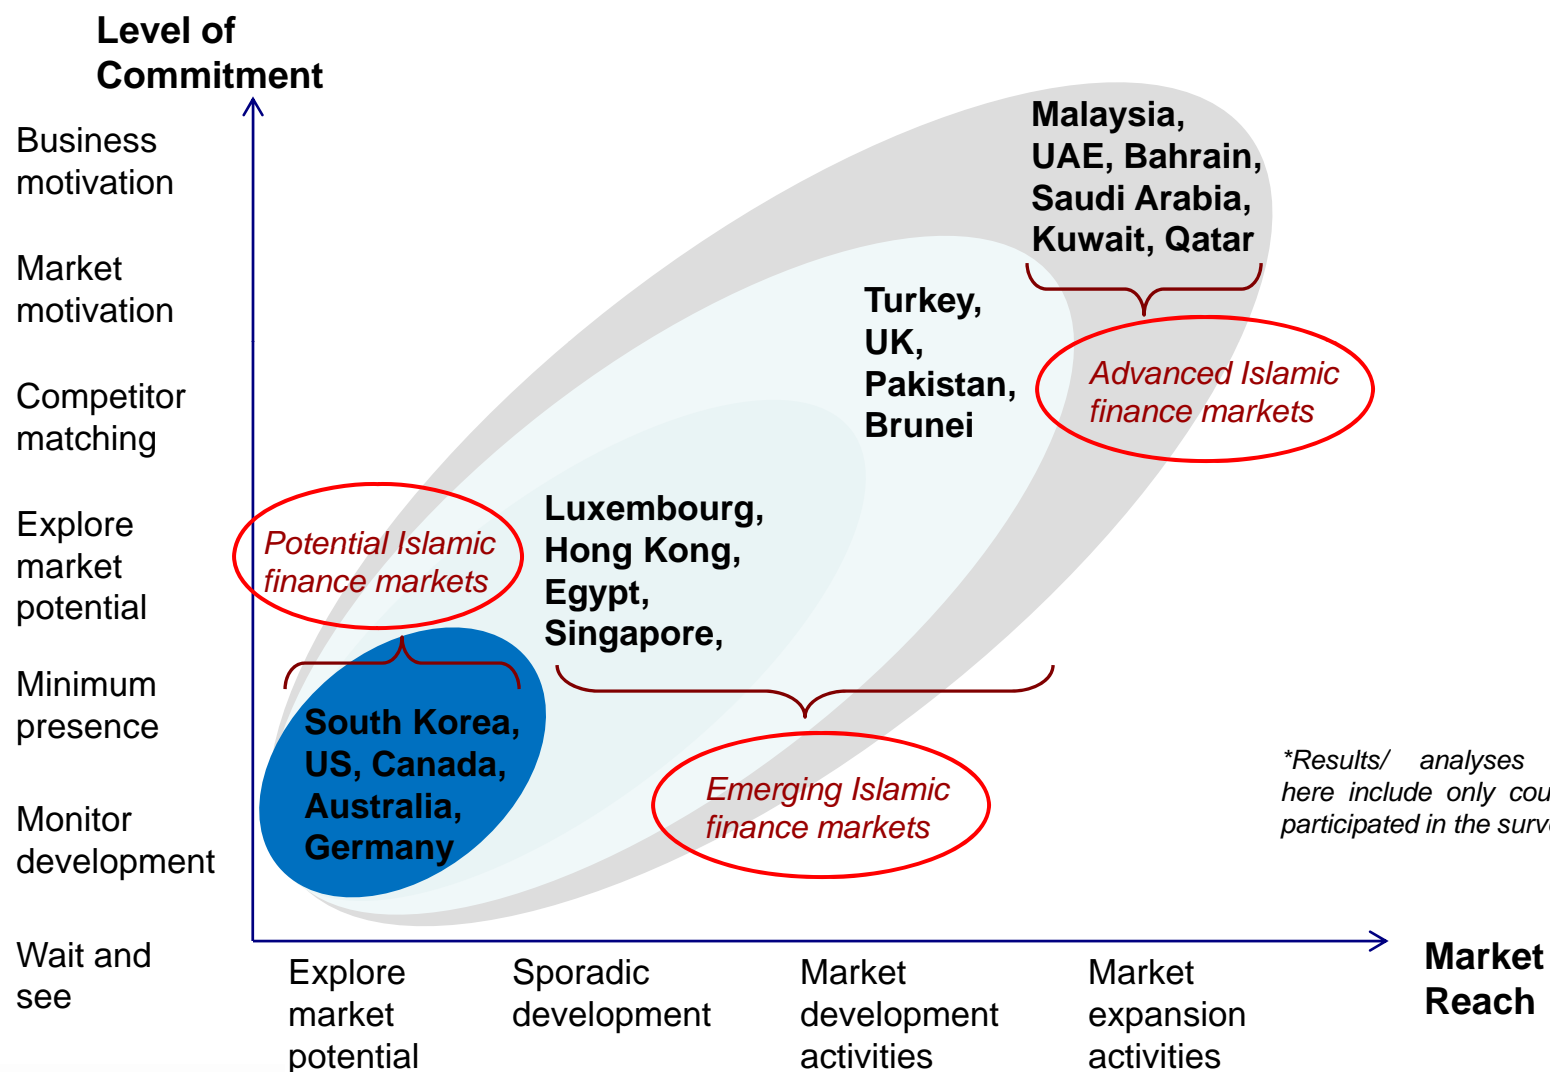 Level of
Commitment
Business
motivation
Market
motivation
Competitor
matching
Explore
market
potential
Minimum
presence
Monitor
development
Wait and
see
Malaysia,
UAE, Bahrain,
Saudi Arabia,
Kuwait, Qatar
Advanced Islamic
finance markets
Turkey,
UK,
Pakistan,
Brunei
Luxembourg,
Hong Kong,
Egypt,
Singapore,
Potential Islamic
finance markets
South Korea,
US, Canada,
Australia,
Germany
Emerging Islamic
finance markets
*Results/ analyses
here include only
participated in the
Explore
market
potential
Sporadic
development
Market
development
activities
Market
expansion
activities
Market
Reach